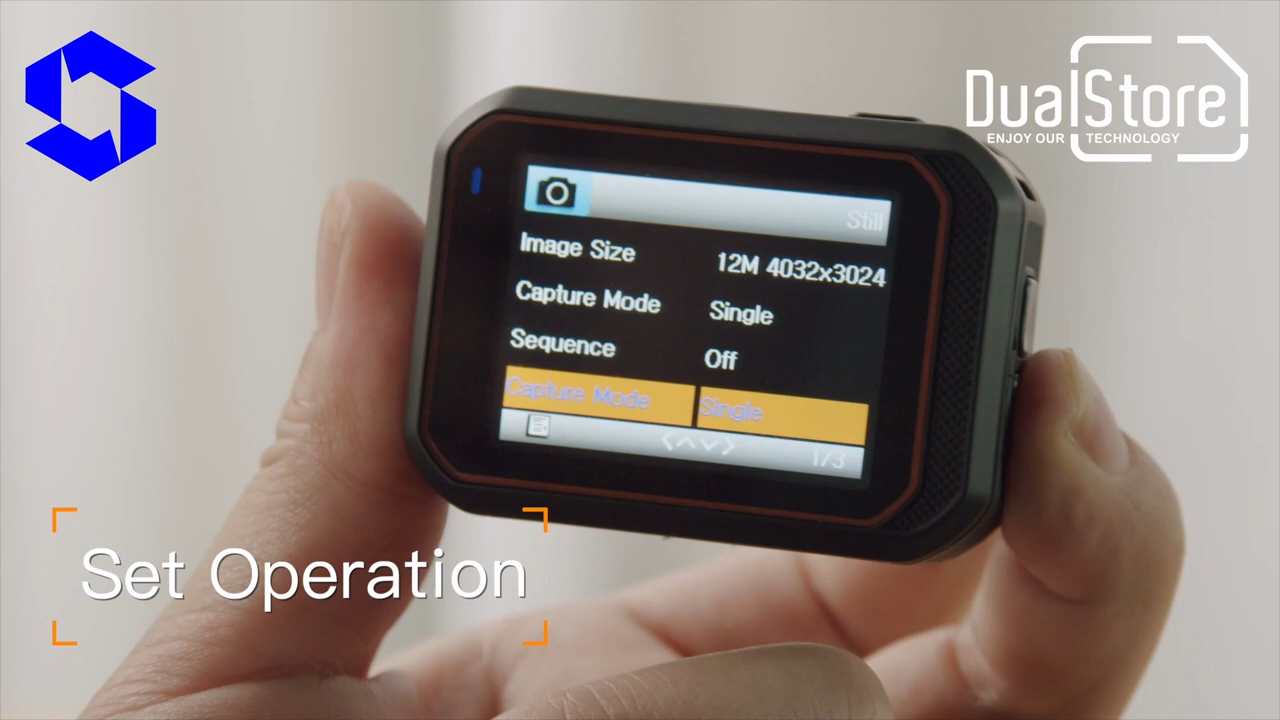 DualStore
ENJOY OUR TECHNOLOGY
Still
Image Size 12M 4032x3024
Capture Mode Single
Sequence Off
Capture Mode Single
1/3
Set Operation